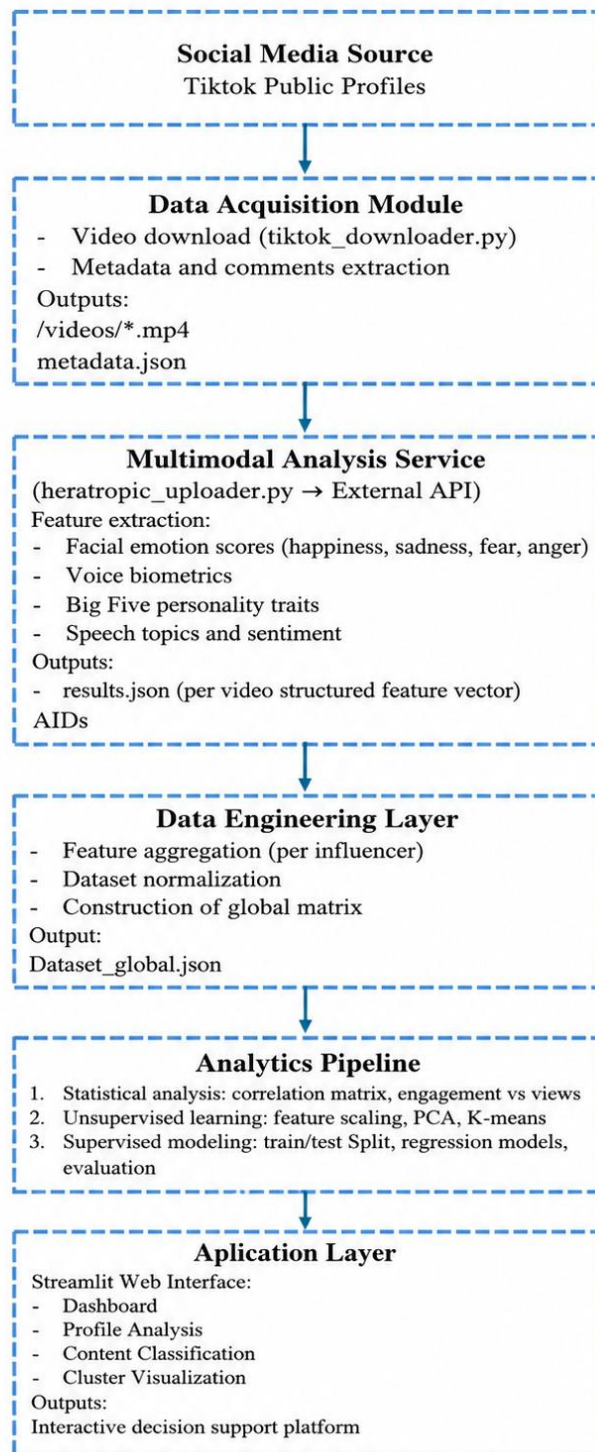 Social Media Source
Tiktok Public Profiles
Data Acquisition Module
- Video download (tiktok_downloader.py)
- Metadata and comments extraction
Outputs:
/videos/*.mp4
metadata.json
Multimodal Analysis Service
(heratropic_uploader.py → External API)
Feature extraction:
- Facial emotion scores (happiness, sadness, fear, anger)
- Voice biometrics
- Big Five personality traits
- Speech topics and sentiment
Outputs:
- results.json (per video structured feature vector)
AIDs
Data Engineering Layer
- Feature aggregation (per influencer)
- Dataset normalization
- Construction of global matrix
Output:
Dataset_global.json
Analytics Pipeline
1. Statistical analysis: correlation matrix, engagement vs views
2. Unsupervised learning: feature scaling, PCA, K-means
3. Supervised modeling: train/test Split, regression models,
evaluation
Aplication Layer
Streamlit Web Interface:
- Dashboard
- Profile Analysis
- Content Classification
- Cluster Visualization
Outputs:
Interactive decision support platform